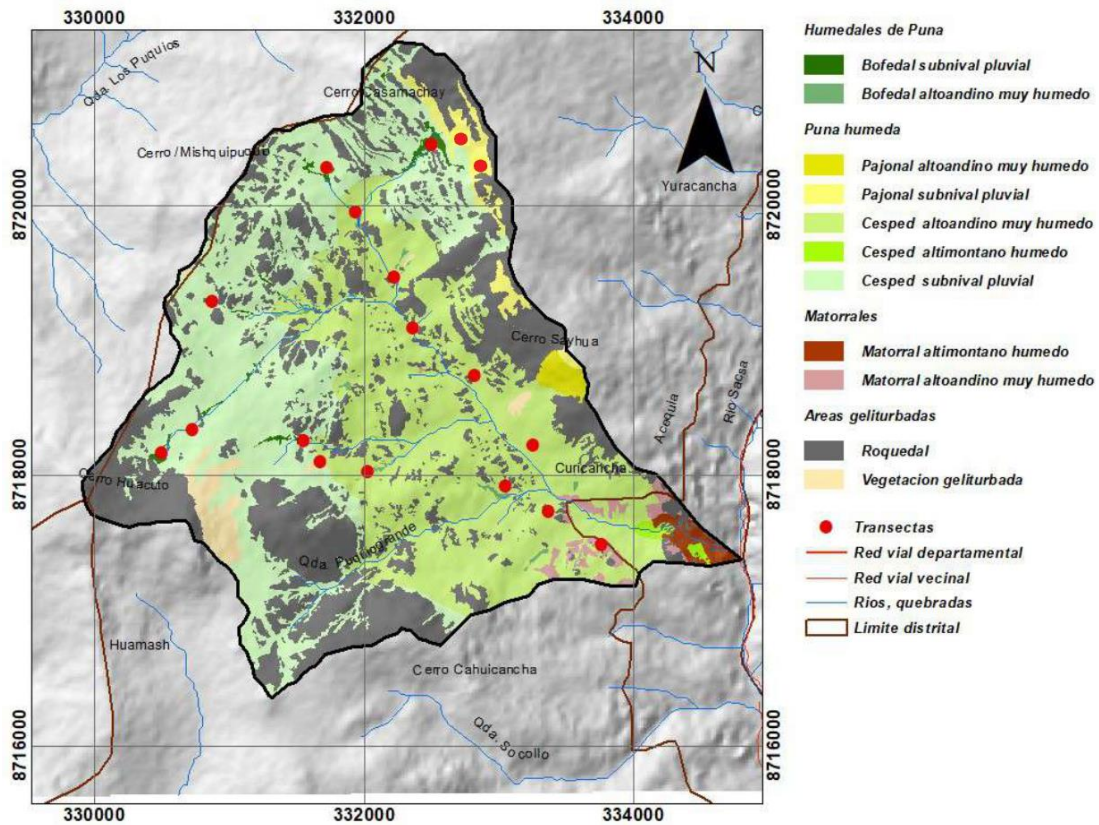 330000
332000
334000
8720000
8718000
8716000
8720000
8718000
8716000
330000
332000
334000
Qda. Los Puquios
Cerro Casamachay
Cerro /Mishquipuquio
N
Yuracancha
Cerro Sayhua
Acequia
Rio Sacsa
Curicancha
Cerro Huacuto
Qda. Puquiogrande
Huamash
Cerro Cahuicancha
Qda. Socollo
Humedales de Puna
Bofedal subnival pluvial
Bofedal altoandino muy humedo
Puna humeda
Pajonal altoandino muy humedo
Pajonal subnival pluvial
Cesped altoandino muy humedo
Cesped altimontano humedo
Cesped subnival pluvial
Matorrales
Matorral altimontano humedo
Matorral altoandino muy humedo
Areas geliturbadas
Roquedal
Vegetacion geliturbada
Transectas
Red vial departamental
Red vial vecinal
Rios, quebradas
Limite distrital